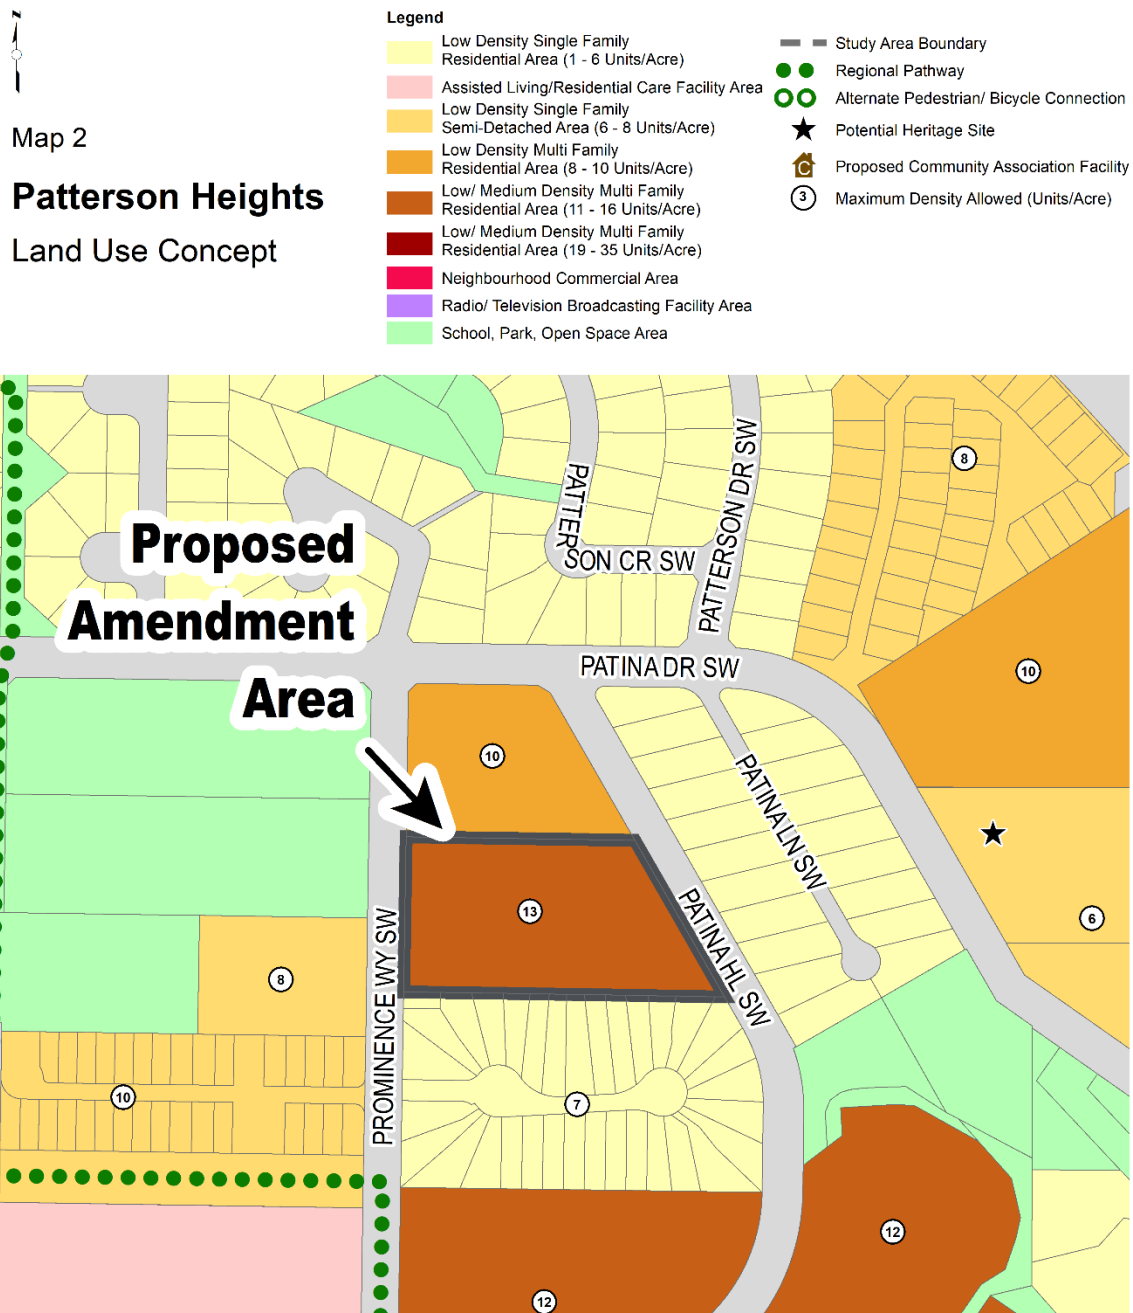 N
Map 2
Patterson Heights
Land Use Concept
Legend
Low Density Single Family
Residential Area (1 - 6 Units/Acre)
Assisted Living/Residential Care Facility Area
Low Density Single Family
Semi-Detached Area (6 - 8 Units/Acre)
Low Density Multi Family
Residential Area (8 - 10 Units/Acre)
Low/ Medium Density Multi Family
Residential Area (11 - 16 Units/Acre)
Low/ Medium Density Multi Family
Residential Area (19 - 35 Units/Acre)
Neighbourhood Commercial Area
Radio/ Television Broadcasting Facility Area
School, Park, Open Space Area
Study Area Boundary
Regional Pathway
Alternate Pedestrian/ Bicycle Connection
Potential Heritage Site
C
Proposed Community Association Facility
3
Maximum Density Allowed (Units/Acre)
PATTERSON DR SW
8
PATTER
SON CR SW
Proposed
Amendment
Area
PATINA DR SW
10
10
PATINA LN SW
13
PATINA HL SW
6
PROMINENCE WY SW
8
10
7
12
12